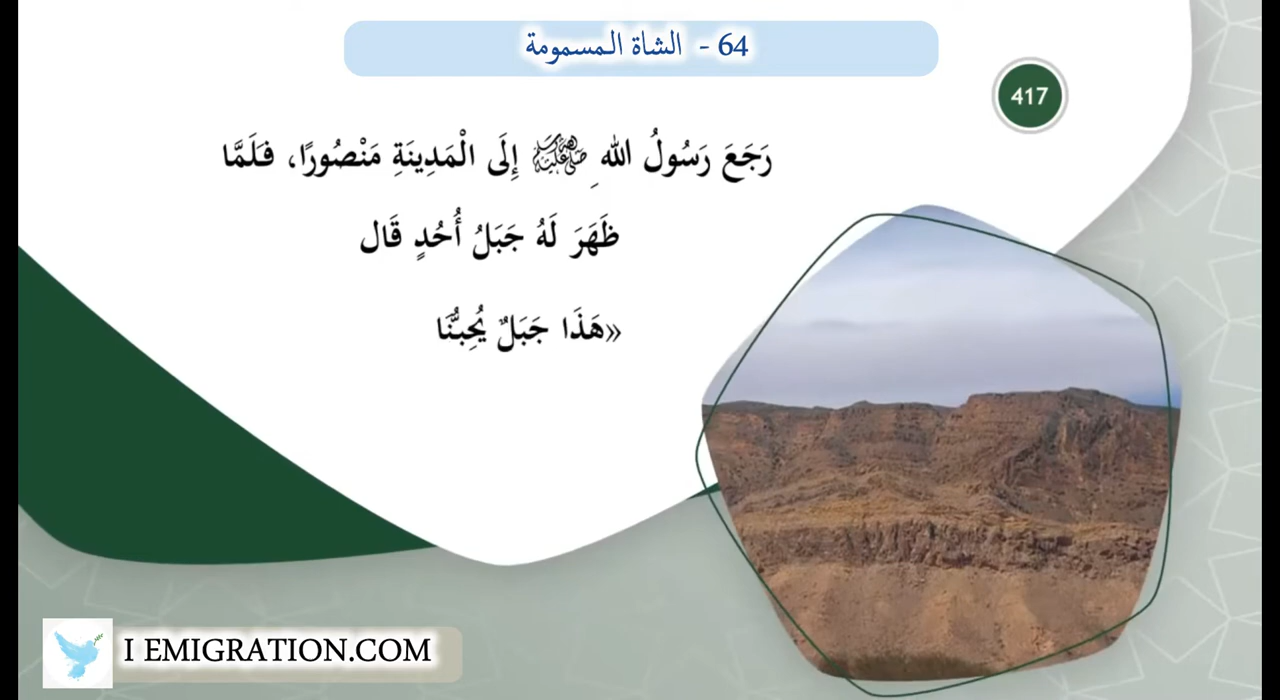 64 - الشاة المسمومة
417
رَجَعَ رَسُولُ اللهِ ﷺ إِلَى الْمَدِينَةِ مَنْصُورًا، فَلَمَّا
ظَهَرَ لَهُ جَبَلُ أُحُدٍ قَال
«هَذَا جَبَلٌ يُحِبُّنَا
I EMIGRATION.COM